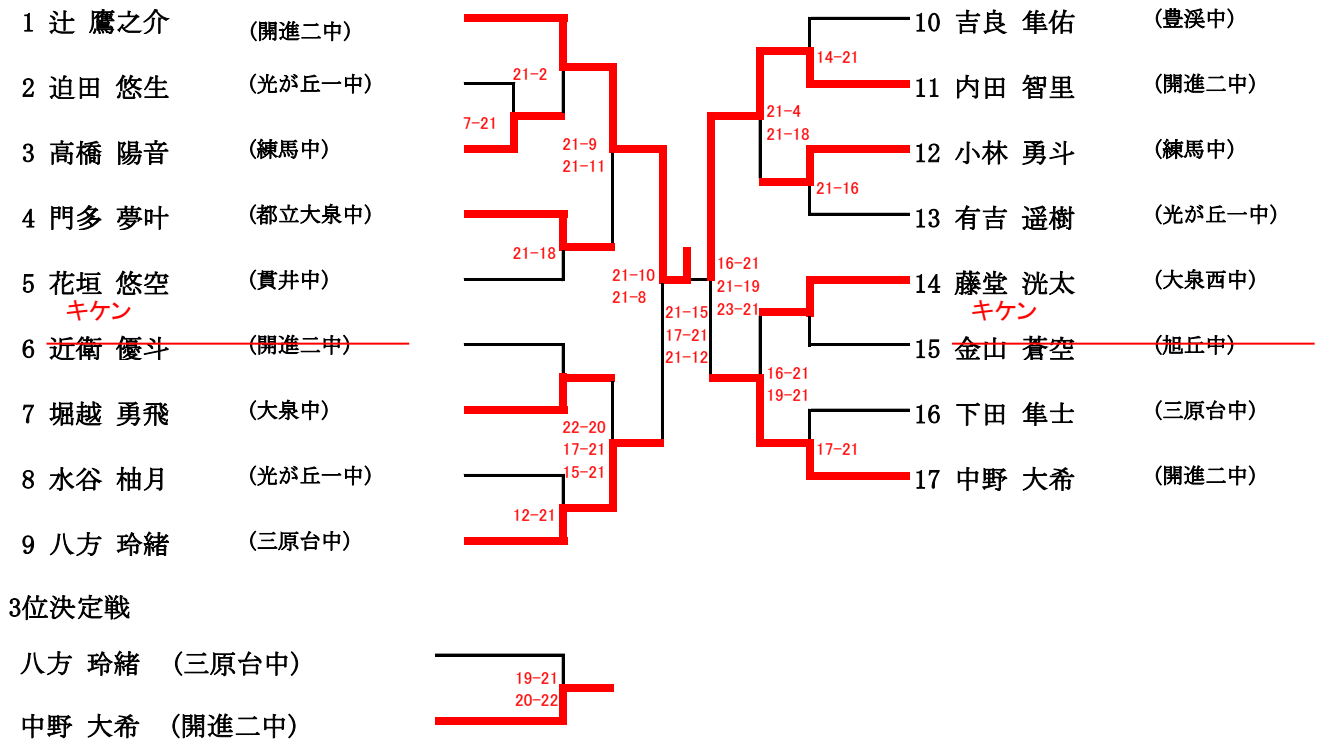 1 辻 鷹之介 (開進二中)
2 迫田 悠生 (光が丘一中)
3 高橋 陽音 (練馬中)
4 門多 夢叶 (都立大泉中)
5 花垣 悠空 (貫井中)
キケン
6 近衛 優斗 (開進二中)
7 堀越 勇飛 (大泉中)
8 水谷 柚月 (光が丘一中)
9 八方 玲緒 (三原台中)
21-2
7-21
21-9
21-11
21-18
21-10
21-8
22-20
17-21
15-21
12-21
21-15
17-21
21-12
10 吉良 隼佑 (豊渓中)
11 内田 智里 (開進二中)
12 小林 勇斗 (練馬中)
13 有吉 遥樹 (光が丘一中)
14 藤堂 洸太 (大泉西中)
キケン
15 金山 蒼空 (旭丘中)
16 下田 隼士 (三原台中)
17 中野 大希 (開進二中)
14-21
21-4
21-18
21-16
16-21
21-19
23-21
16-21
19-21
17-21
3位決定戦
八方 玲緒 (三原台中)
19-21
20-22
中野 大希 (開進二中)